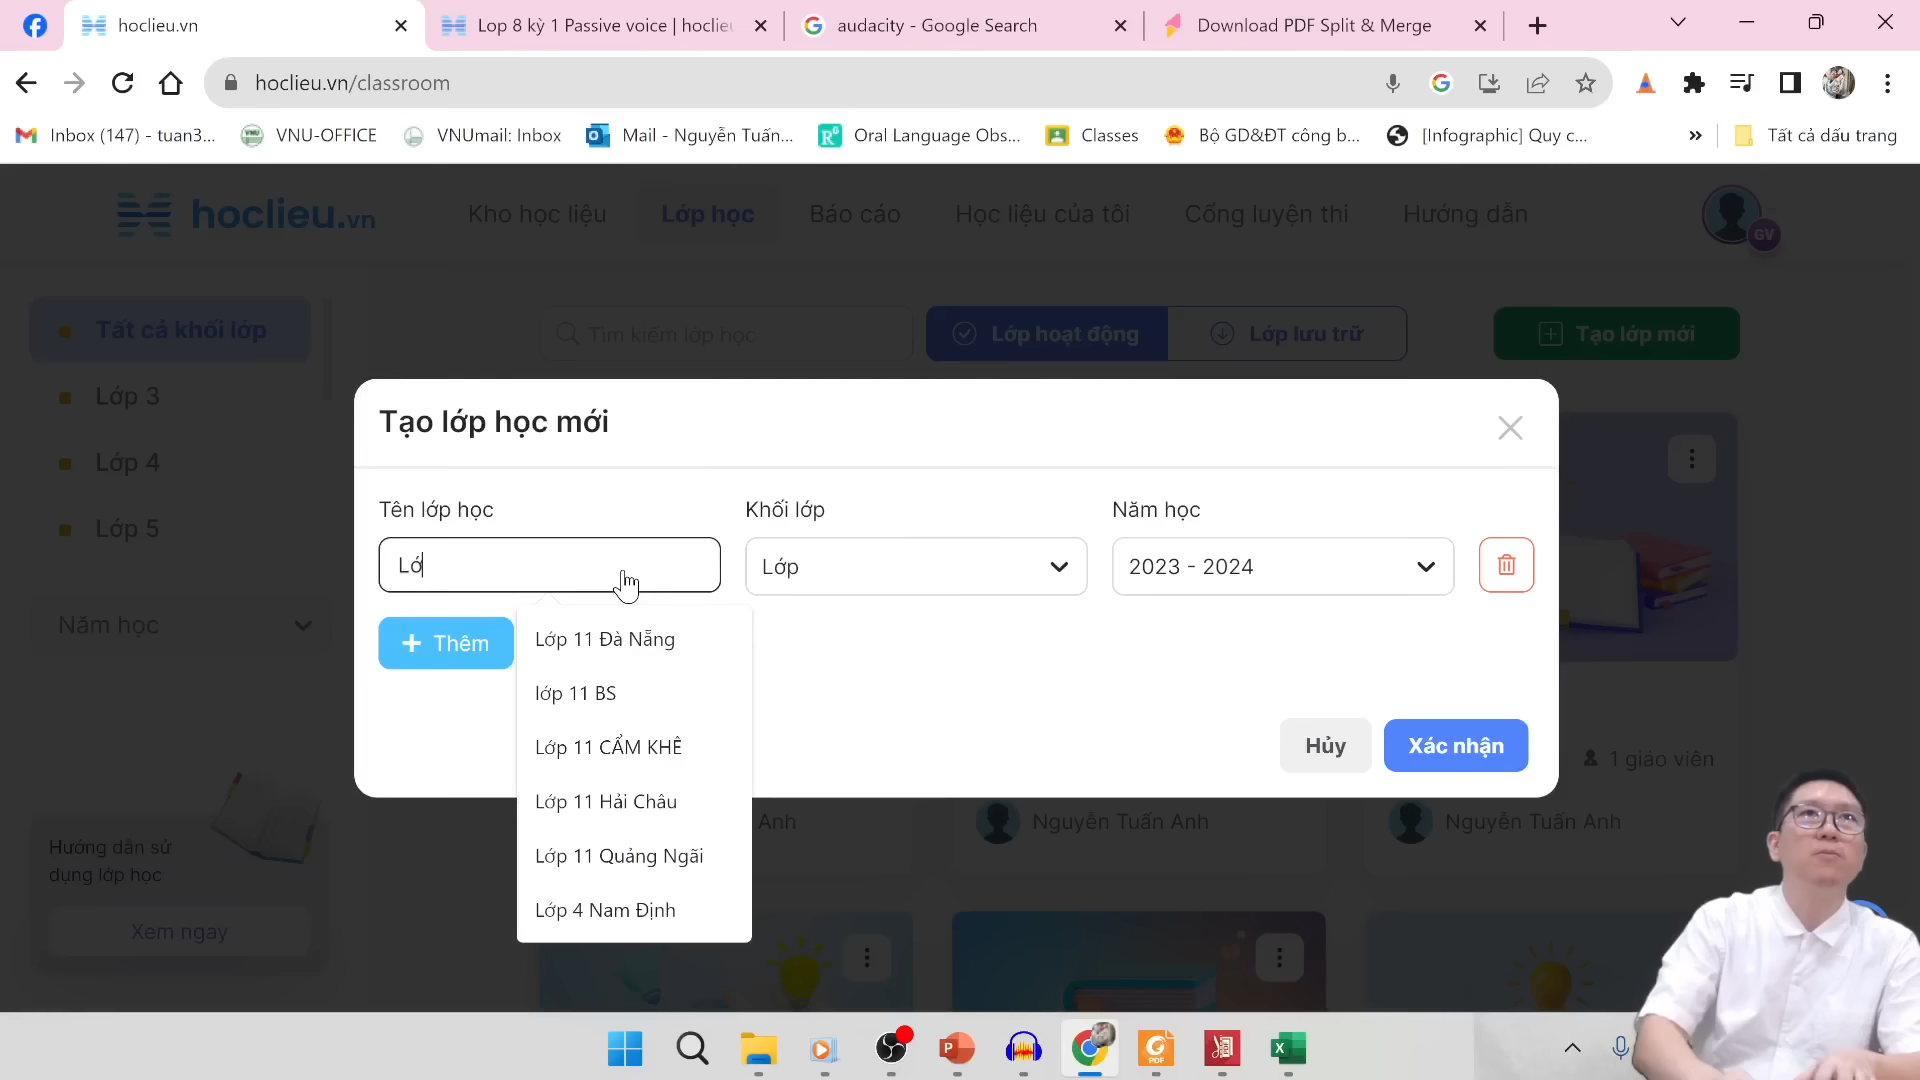 hoclieu.vn
Lop 8 kỳ 1 Passive voice | hoclie
audacity - Google Search
Download PDF Split & Merge
hoclieu.vn/classroom
Inbox (147) - tuan3...
VNU-OFFICE
VNUmail: Inbox
Mail - Nguyễn Tuấn...
Oral Language Obs...
Classes
Bộ GD&ĐT công b...
[Infographic] Quy c...
»
Tất cả dấu trang
hoclieu.vn
Kho học liệu
Lớp học
Báo cáo
Học liệu của tôi
Cổng luyện thi
Hướng dẫn
GV
Tất cả khối lớp
Tìm kiếm lớp học
Lớp hoạt động
Lớp lưu trữ
Tạo lớp mới
Lớp 3
Lớp 4
Lớp 5
Năm học
Tạo lớp học mới
Tên lớp học
Khối lớp
Năm học
Lớ
Lớp
2023 - 2024
+ Thêm
Lớp 11 Đà Nẵng
lớp 11 BS
Lớp 11 CẨM KHÊ
Lớp 11 Hải Châu
Lớp 11 Quảng Ngãi
Lớp 4 Nam Định
Hủy
Xác nhận
1 giáo viên
Anh
Nguyễn Tuấn Anh
Nguyễn Tuấn Anh
Hướng dẫn sử
dụng lớp học
Xem ngay